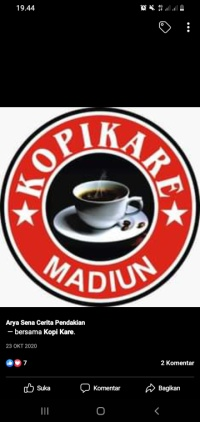 19.44
KOPIKARE
MADIUN
Arya Sena Cerita Pendakian
— bersama Kopi Kare.
23 OKT 2020
7
2 Komentar
Suka
Komentar
Bagikan